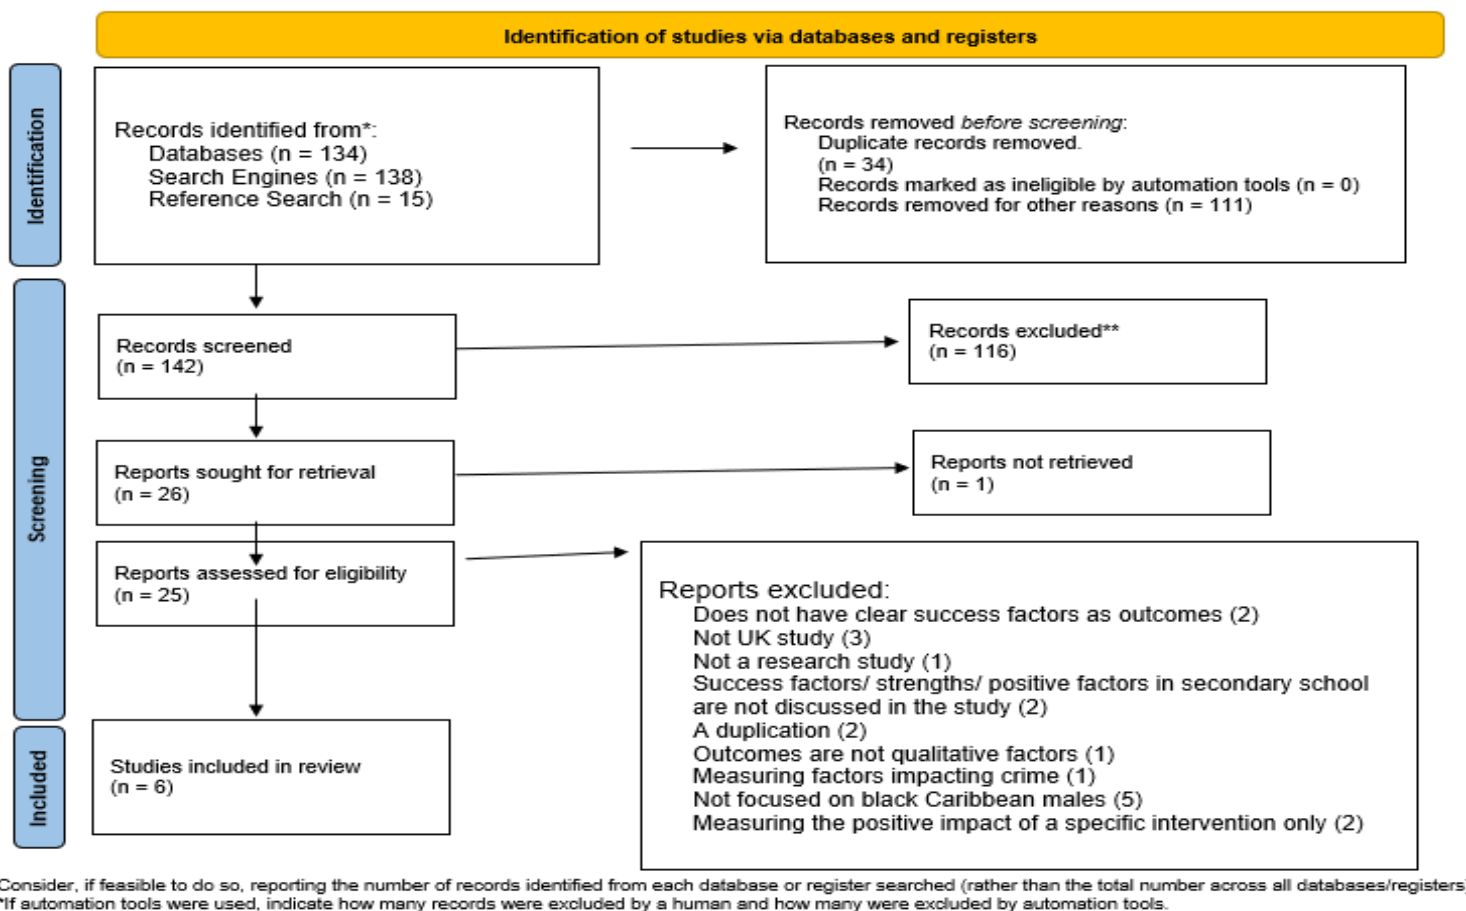 Identification of studies via databases and registers
Identification
Records identified from*:
Databases (n = 134)
Search Engines (n = 138)
Reference Search (n = 15)
Records removed before screening:
Duplicate records removed.
(n = 34)
Records marked as ineligible by automation tools (n = 0)
Records removed for other reasons (n = 111)
Screening
Records screened
(n = 142)
Records excluded**
(n = 116)
Reports sought for retrieval
(n = 26)
Reports not retrieved
(n = 1)
Reports assessed for eligibility
(n = 25)
Reports excluded:
Does not have clear success factors as outcomes (2)
Not UK study (3)
Not a research study (1)
Success factors/ strengths/ positive factors in secondary school
are not discussed in the study (2)
A duplication (2)
Outcomes are not qualitative factors (1)
Measuring factors impacting crime (1)
Not focused on black Caribbean males (5)
Measuring the positive impact of a specific intervention only (2)
Included
Studies included in review
(n = 6)
Consider, if feasible to do so, reporting the number of records identified from each database or register searched (rather than the total number across all databases/registers)
*If automation tools were used, indicate how many records were excluded by a human and how many were excluded by automation tools.